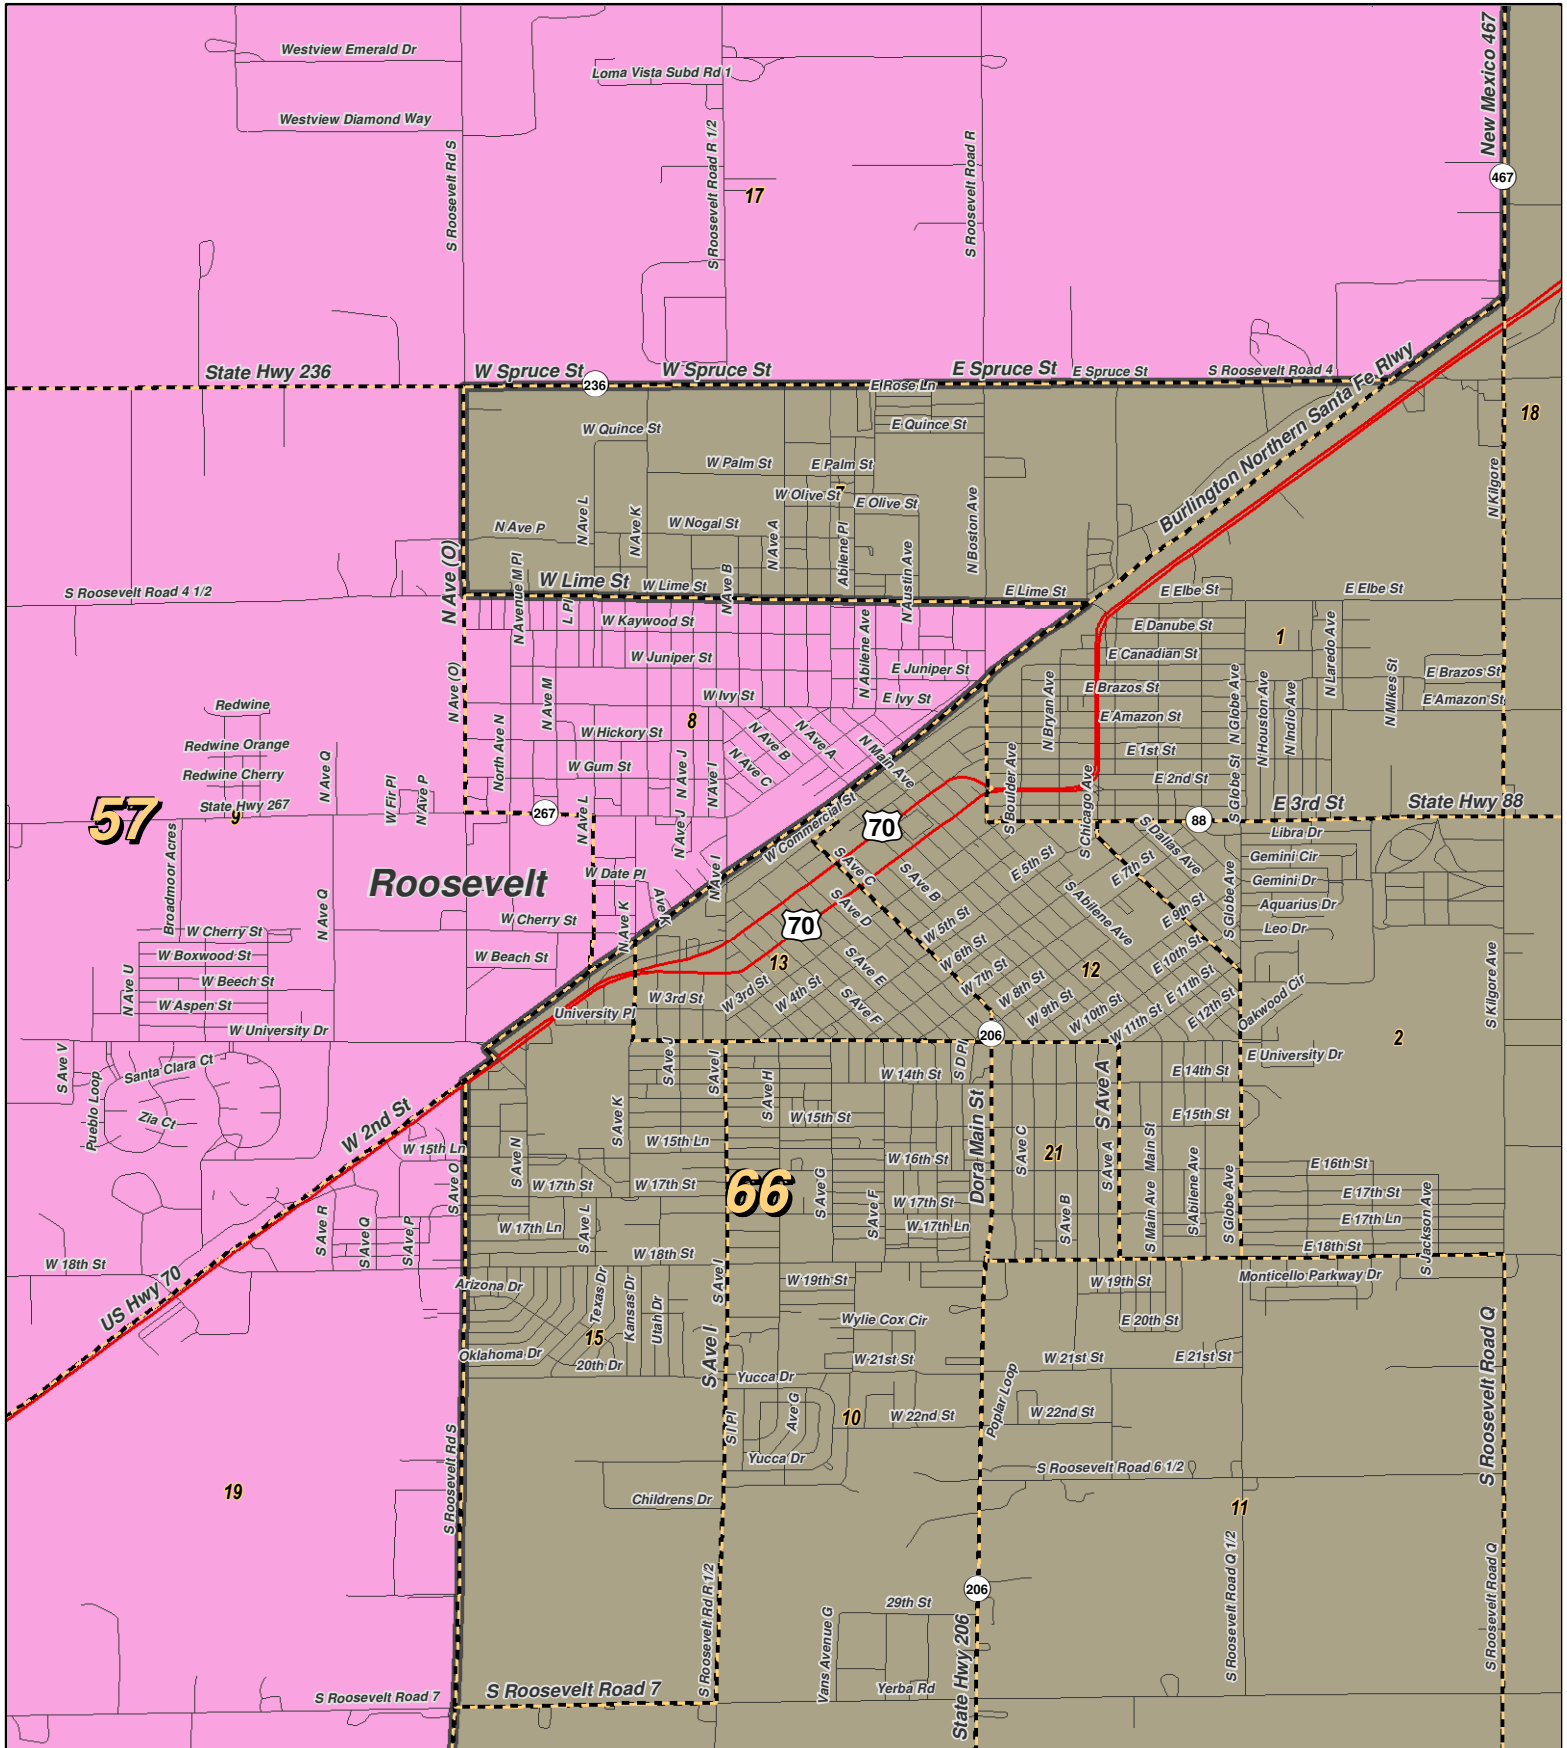 Westview Emerald Dr
Loma Vista Subd Rd 1
New Mexico 467
Westview Diamond Way
S Roosevelt Rd S
S Roosevelt Road R 1/2
S Roosevelt Road R
467
17
State Hwy 236
W Spruce St
236
W Spruce St
E Spruce St
E Spruce St
S Roosevelt Road 4
E Rose Ln
Burlington Northern Santa Fe Rlwy
18
W Quince St
E Quince St
W Palm St
E Palm St
7
W Olive St
E Olive St
N Kilgore
N Ave P
N Ave L
N Ave K
W Nogal St
N Ave A
Abilene Pl
N Austin Ave
N Boston Ave
N Ave (O)
N Avenue M Pl
W Lime St
W Lime St
N Ave B
E Lime St
E Elbe St
E Elbe St
S Roosevelt Road 4 1/2
L Pl
W Kaywood St
E Danube St
1
N Laredo Ave
W Juniper St
N Abilene Ave
E Juniper St
E Canadian St
N Ave (O)
N Ave M
W Ivy St
E Ivy St
N Bryan Ave
E Brazos St
E Brazos St
N Globe Ave
N Houston Ave
N Indio Ave
N Mikes St
E Amazon St
E Amazon St
Redwine
8
Redwine Orange
W Hickory St
N Ave B
N Ave A
N Main Ave
E 1st St
Redwine Cherry
N Ave Q
North Ave N
W Gum St
N Ave J
N Ave I
N Ave C
E 2nd St
W Fir Pl
N Ave P
S Boulder Ave
S Chicago Ave
S Globe St
57
State Hwy 267
9
267
N Ave L
N Ave J
W Commercial St
70
88
E 3rd St
State Hwy 88
Broadmoor Acres
Roosevelt
W Date Pl
N Ave I
S Ave C
S Ave B
E 5th St
E 7th St
S Dallas Ave
Libra Dr
Gemini Cir
Gemini Dr
Aquarius Dr
Leo Dr
S Globe Ave
N Ave Q
W Cherry St
N Ave K
Ave K
70
S Ave D
W 5th St
S Abilene Ave
E 9th St
W Cherry St
W Boxwood St
W Beech St
W Aspen St
W University Dr
N Ave U
W Beach St
13
S Ave E
W 6th St
W 7th St
12
E 10th St
E 11th St
E 12th St
S Kilgore Ave
University Pl
W 3rd St
W 3rd St
W 4th St
S Ave F
W 8th St
W 9th St
W 10th St
W 11th St
Oakwood Cir
206
2
S Ave V
Santa Clara Ct
Pueblo Loop
Zia Ct
W 2nd St
S Ave J
S Ave I
S D Pl
S Ave H
W 14th St
Dora Main St
S Ave A
E 14th St
E University Dr
S Ave K
W 15th St
E 15th St
W 15th Ln
S Ave N
W 15th Ln
66
W 16th St
S Ave C
21
S Ave A
Main St
S Abilene Ave
E 16th St
S Ave O
W 17th St
W 17th St
S Ave G
S Ave F
W 17th St
S Ave B
S Main Ave
S Globe Ave
E 17th St
S Jackson Ave
S Ave R
S Ave Q
S Ave P
W 17th Ln
S Ave L
W 17th Ln
E 17th Ln
W 18th St
W 18th St
E 18th St
US Hwy 70
Arizona Dr
Texas Dr
Kansas Dr
Utah Dr
S Ave I
W 19th St
W 19th St
Monticello Parkway Dr
15
Wylie Cox Cir
E 20th St
Oklahoma Dr
20th Dr
S Ave I
W 21st St
W 21st St
E 21st St
S Roosevelt Road Q
Yucca Dr
S I Pl
Ave G
10
W 22nd St
Poplar Loop
W 22nd St
Yucca Dr
S Roosevelt Road 6 1/2
19
S Roosevelt Rd S
Childrens Dr
11
S Roosevelt Rd R 1/2
29th St
206
S Roosevelt Road Q 1/2
S Roosevelt Road Q
Vans Avenue G
State Hwy 206
S Roosevelt Road 7
S Roosevelt Road 7
Yerba Rd